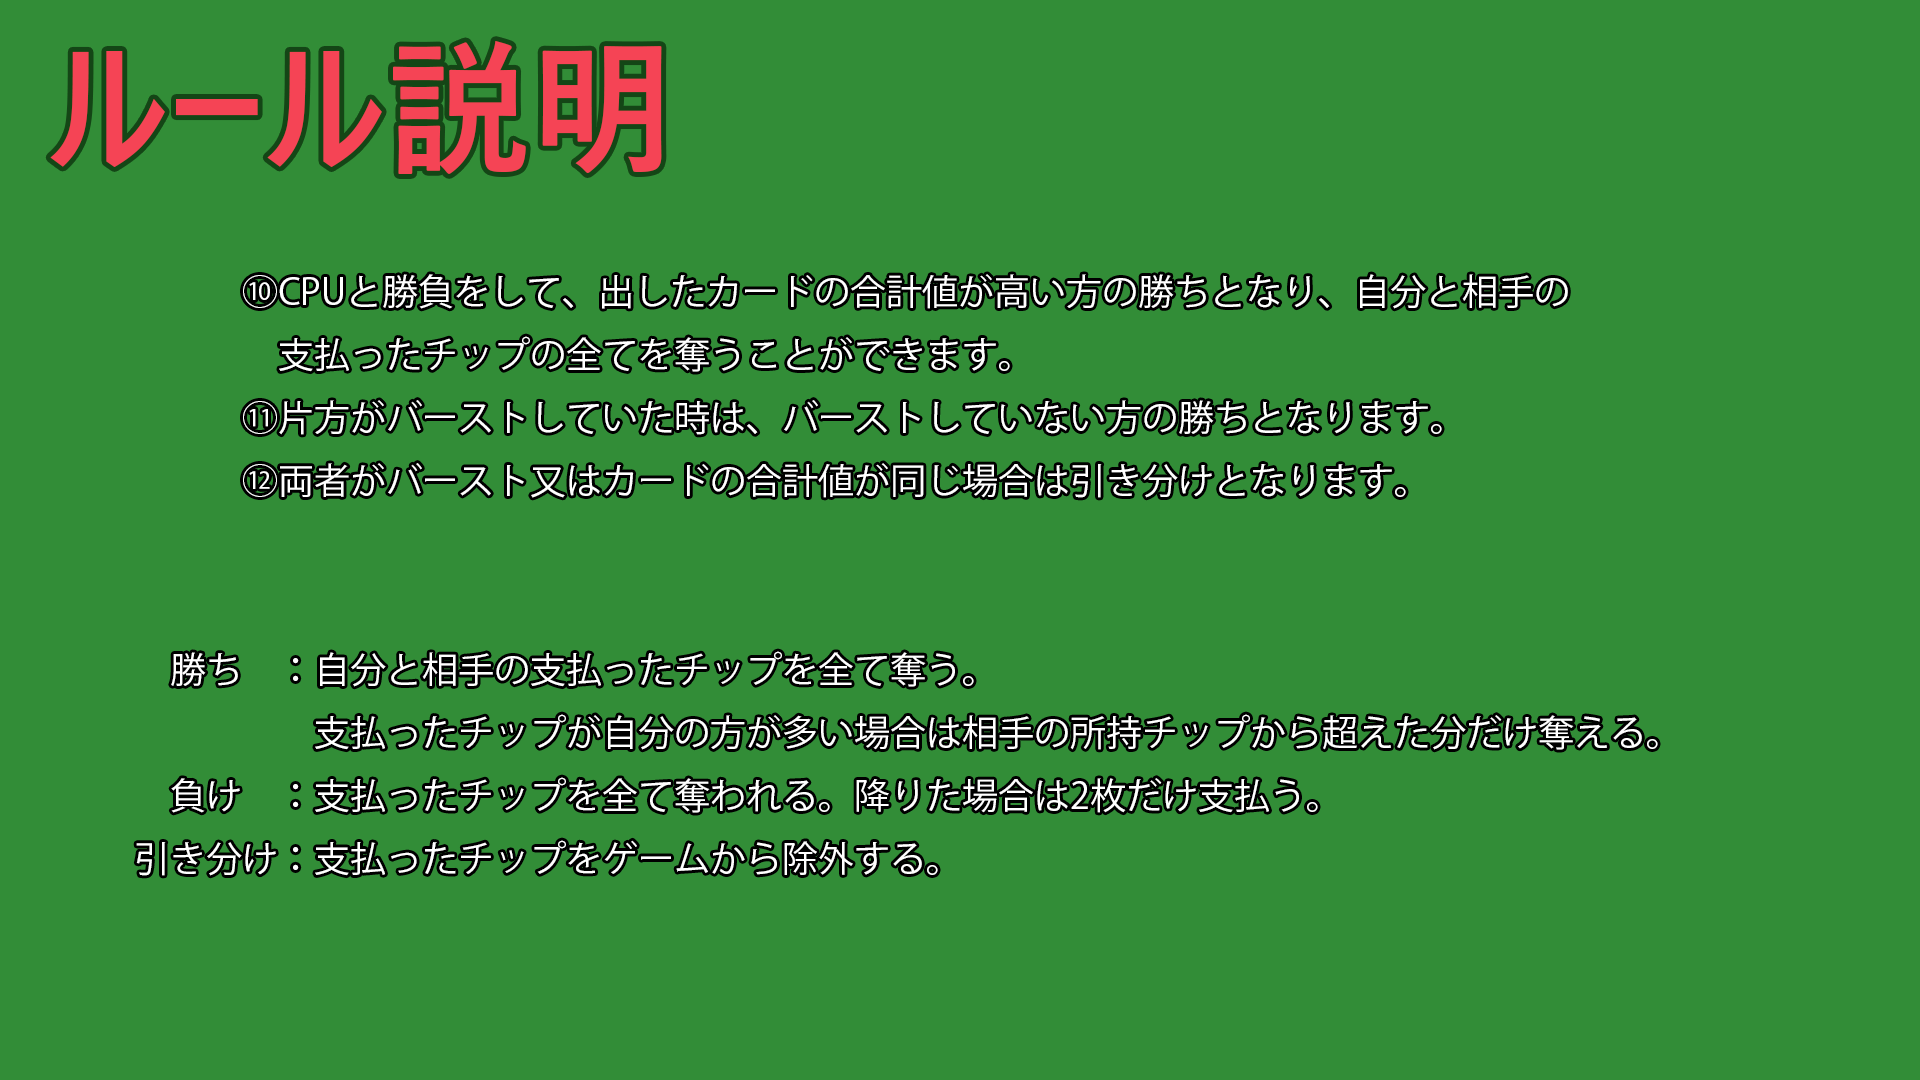 ルール説明
⑩CPUと勝負をして、出したカードの合計値が高い方の勝ちとなり、自分と相手の
支払ったチップの全てを奪うことができます。
⑪片方がバーストしていた時は、バーストしていない方の勝ちとなります。
⑫両者がバースト又はカードの合計値が同じ場合は引き分けとなります。
勝ち　：自分と相手の支払ったチップを全て奪う。
支払ったチップが自分の方が多い場合は相手の所持チップから超えた分だけ奪える。
負け　：支払ったチップを全て奪われる。降りた場合は2枚だけ支払う。
引き分け：支払ったチップをゲームから除外する。